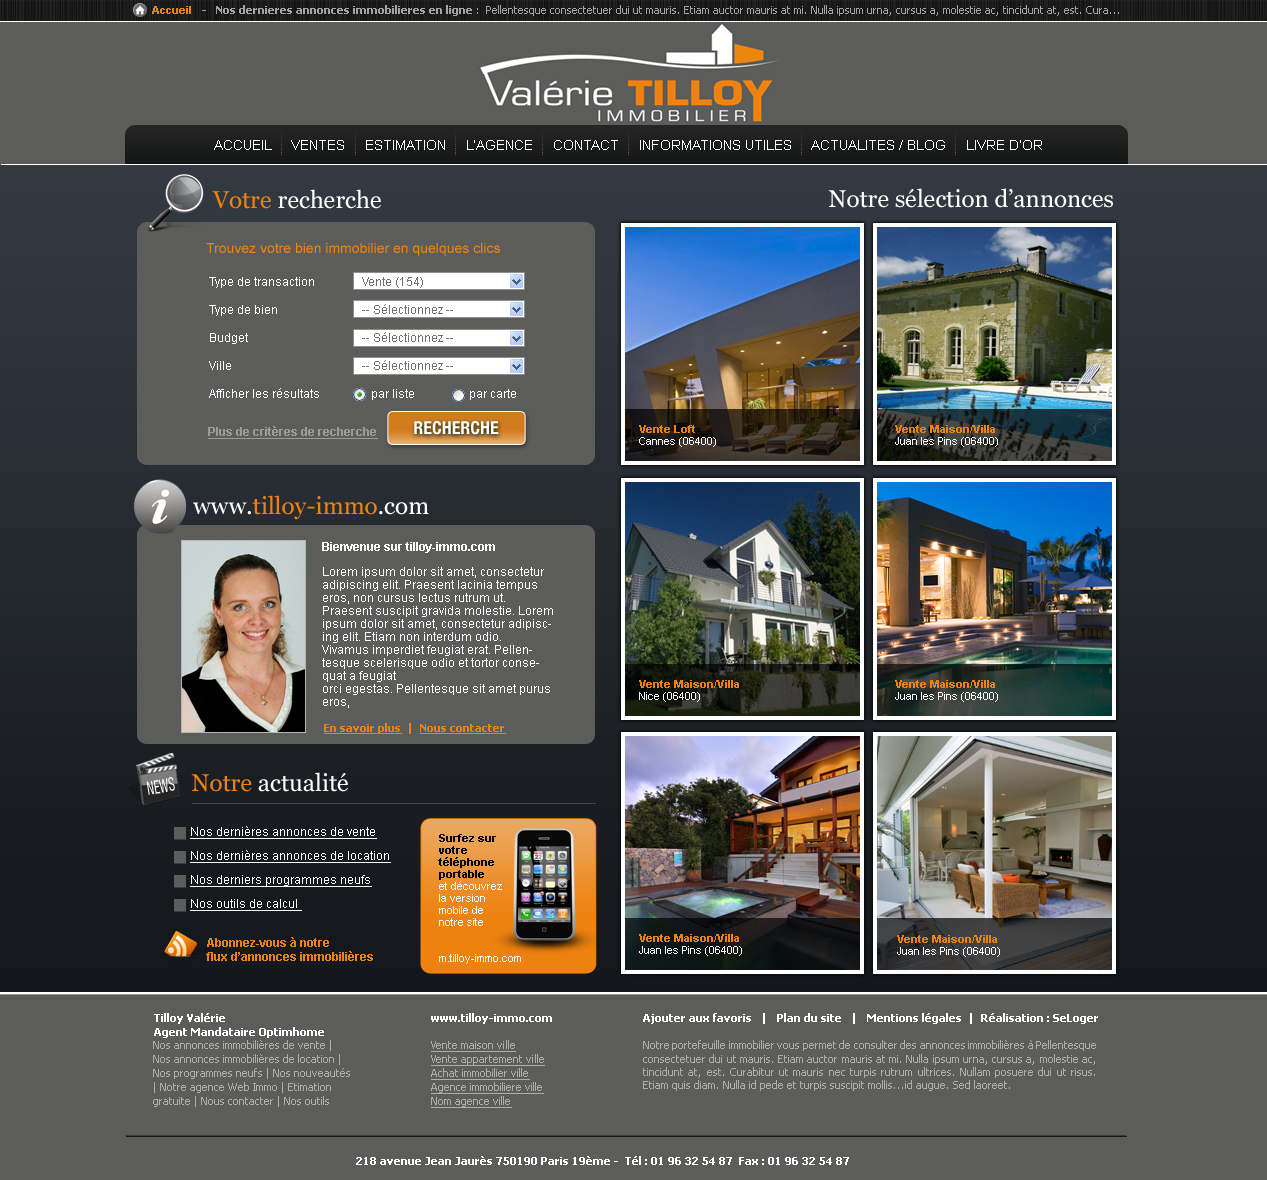 Accueil - Nos dernieres annonces immobilieres en ligne : Pellentesque consectetuer dui ut mauris. Etiam auctor mauris at mi. Nulla ipsum urna, cursus a, molestie ac, tincidunt at, est. Cura...
Valérie TILLOY
IMMOBILIER
ACCUEIL VENTES ESTIMATION L'AGENCE CONTACT INFORMATIONS UTILES ACTUALITES / BLOG LIVRE D'OR
Votre recherche
Trouvez votre bien immobilier en quelques clics
Type de transaction Vente (154)
Type de bien -- Sélectionnez --
Budget -- Sélectionnez --
Ville -- Sélectionnez --
Afficher les résultats par liste par carte
Plus de critères de recherche RECHERCHE
i www.tilloy-immo.com
Bienvenue sur tilloy-immo.com
Lorem ipsum dolor sit amet, consectetur
adipiscing elit. Praesent lacinia tempus
eros, non cursus lectus rutrum ut.
Praesent suscipit gravida molestie. Lorem
ipsum dolor sit amet, consectetur adipisc-
ing elit. Etiam non interdum odio.
Vivamus imperdiet feugiat erat. Pellen-
tesque scelerisque odio et tortor conse-
quat a feugiat
orci egestas. Pellentesque sit amet purus
eros,
En savoir plus | Nous contacter
NEWS Notre actualité
Nos dernières annonces de vente
Nos dernières annonces de location
Nos derniers programmes neufs
Nos outils de calcul
Abonnez-vous à notre
flux d'annonces immobilières
Surfez sur
votre
téléphone
portable
et découvrez
la version
mobile de
notre site
m.tilloy-immo.com
Notre sélection d'annonces
Vente Loft
Cannes (06400)
Vente Maison/Villa
Juan les Pins (06400)
Vente Maison/Villa
Nice (06400)
Vente Maison/Villa
Juan les Pins (06400)
Vente Maison/Villa
Juan les Pins (06400)
Vente Maison/Villa
Juan les Pins (06400)
Tilloy Valérie
Agent Mandataire Optimhome
Nos annonces immobilières de vente |
Nos annonces immobilières de location |
Nos programmes neufs | Nos nouveautés
| Notre agence Web Immo | Etimation
gratuite | Nous contacter | Nos outils
www.tilloy-immo.com
Vente maison ville
Vente appartement ville
Achat immobilier ville
Agence immobiliere ville
Nom agence ville
Ajouter aux favoris | Plan du site | Mentions légales | Réalisation : SeLoger
Notre portefeuille immobilier vous permet de consulter des annonces immobilières à Pellentesque
consectetuer dui ut mauris. Etiam auctor mauris at mi. Nulla ipsum urna, cursus a, molestie ac,
tincidunt at, est. Curabitur ut mauris nec turpis rutrum ultrices. Nullam posuere dui ut risus.
Etiam quis diam. Nulla id pede et turpis suscipit mollis...id augue. Sed laoreet.
218 avenue Jean Jaurès 750190 Paris 19ème - Tél : 01 96 32 54 87 Fax : 01 96 32 54 87